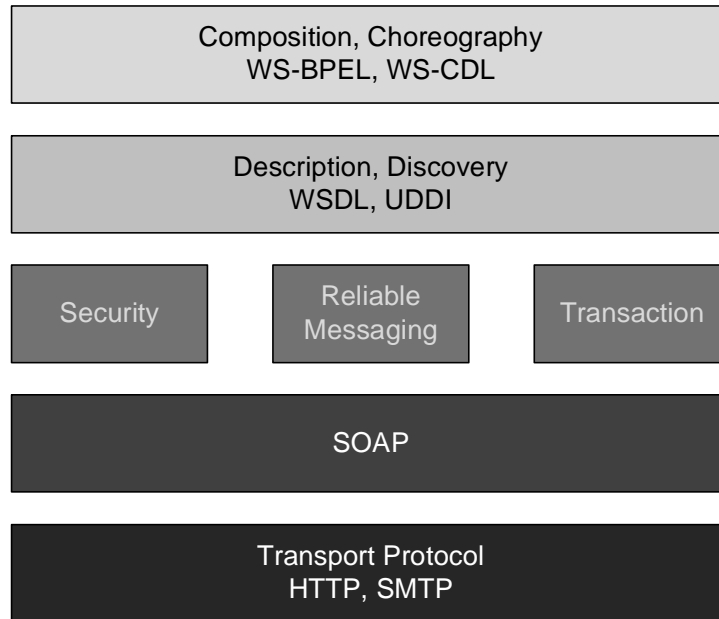 Composition, Choreography
WS-BPEL, WS-CDL
Description, Discovery
WSDL, UDDI
Security
Reliable
Messaging
Transaction
SOAP
Transport Protocol
HTTP, SMTP